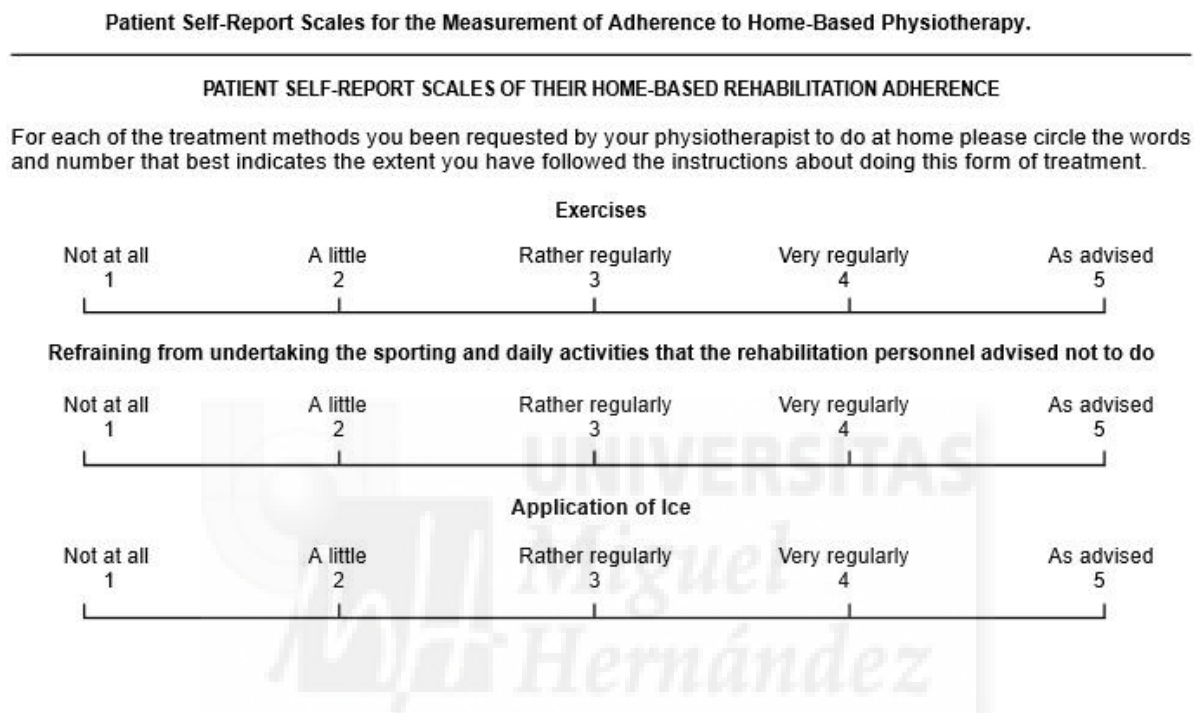 Patient Self-Report Scales for the Measurement of Adherence to Home-Based Physiotherapy.
PATIENT SELF-REPORT SCALES OF THEIR HOME-BASED REHABILITATION ADHERENCE
For each of the treatment methods you been requested by your physiotherapist to do at home please circle the words
and number that best indicates the extent you have followed the instructions about doing this form of treatment.
Exercises
Not at all A little Rather regularly Very regularly As advised
1 2 3 4 5
Refraining from undertaking the sporting and daily activities that the rehabilitation personnel advised not to do
Not at all A little Rather regularly Very regularly As advised
1 2 3 4 5
UNIVERSITAS
Application of Ice
Not at all A little Rather regularly Very regularly As advised
1 2 3 4 5
Miguel
Hernández